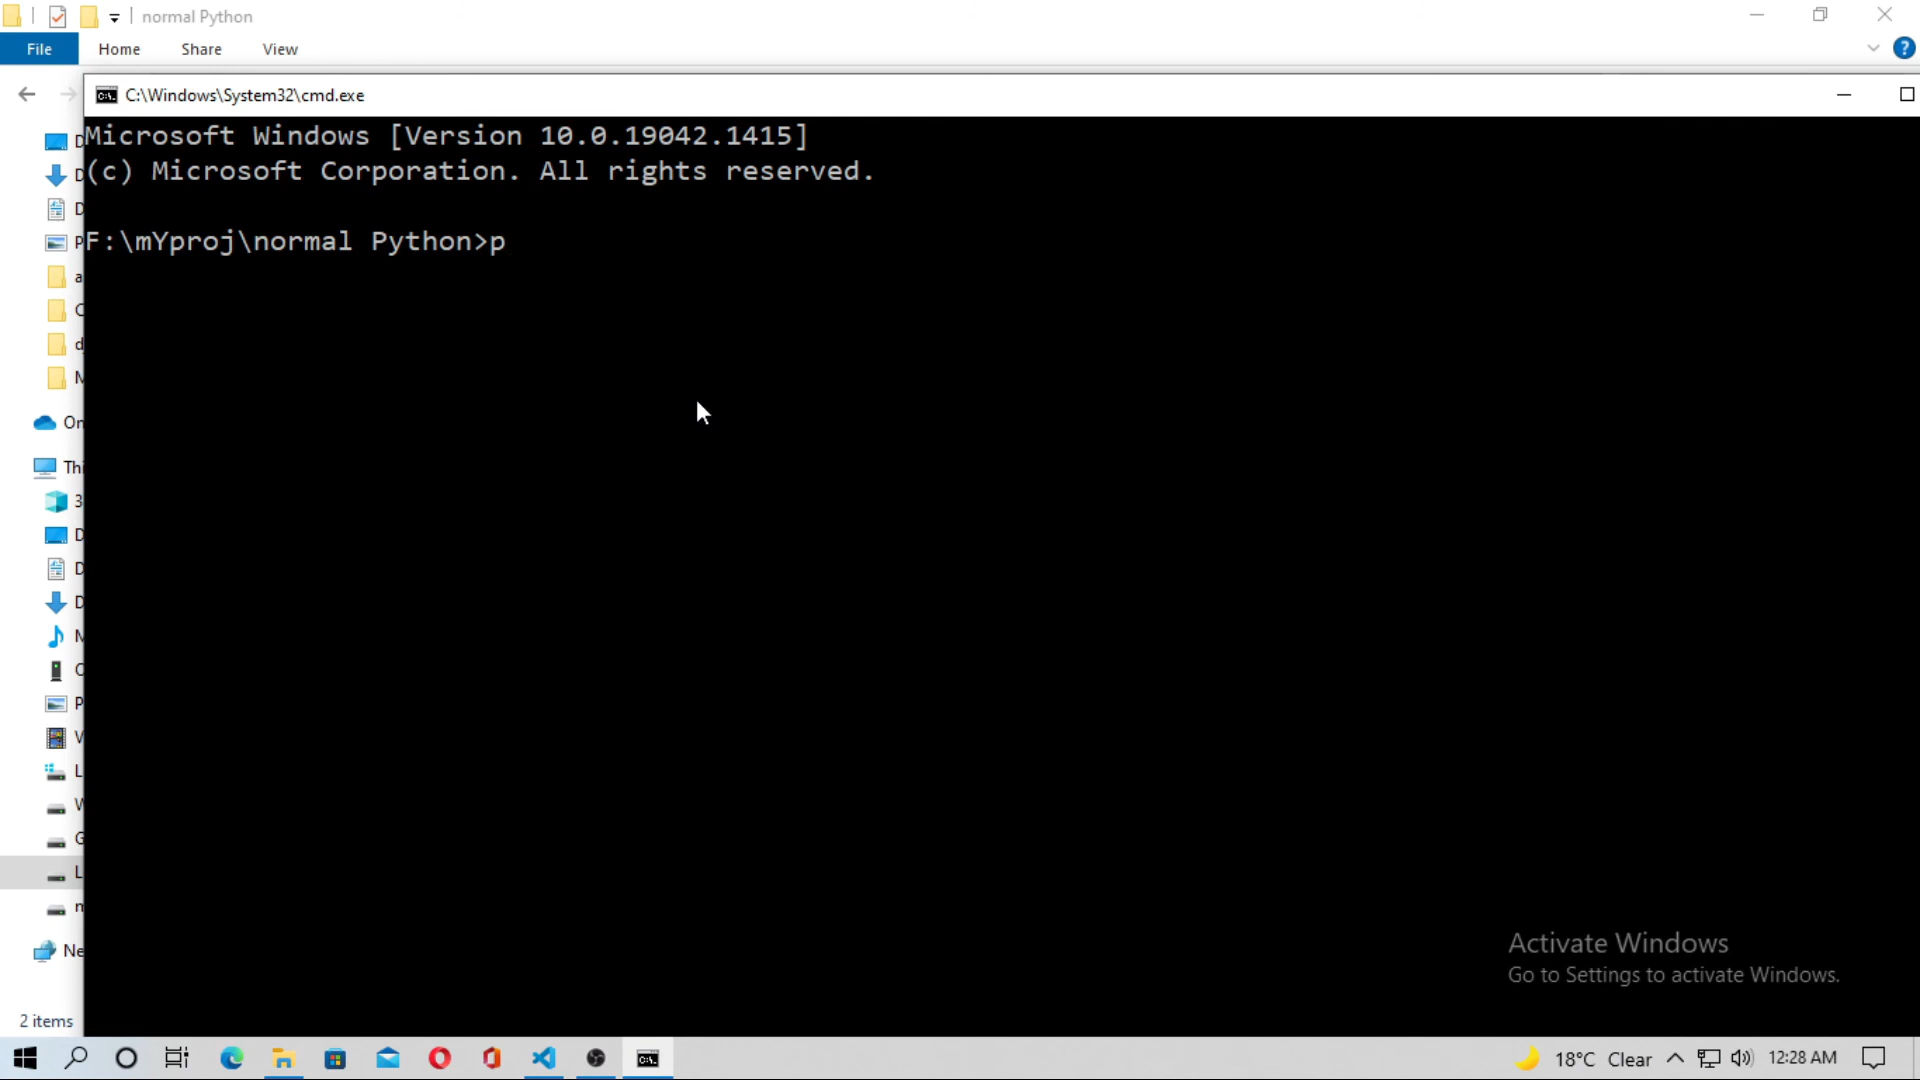 normal Python
File Home Share View
C:\Windows\System32\cmd.exe
Microsoft Windows [Version 10.0.19042.1415]
(c) Microsoft Corporation. All rights reserved.
F:\mYproj\normal Python>p
Activate Windows
Go to Settings to activate Windows.
2 items
18°C Clear 12:28 AM